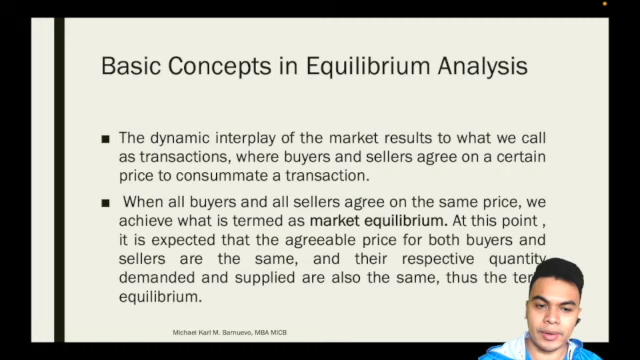 Basic Concepts in Equilibrium Analysis
■ The dynamic interplay of the market results to what we call
as transactions, where buyers and sellers agree on a certain
price to consummate a transaction.
■ When all buyers and all sellers agree on the same price, we
achieve what is termed as market equilibrium. At this point ,
it is expected that the agreeable price for both buyers and
sellers are the same, and their respective quantity
demanded and supplied are also the same, thus the
equilibrium.
Michael Karl M. Barnuevo, MBA MICB